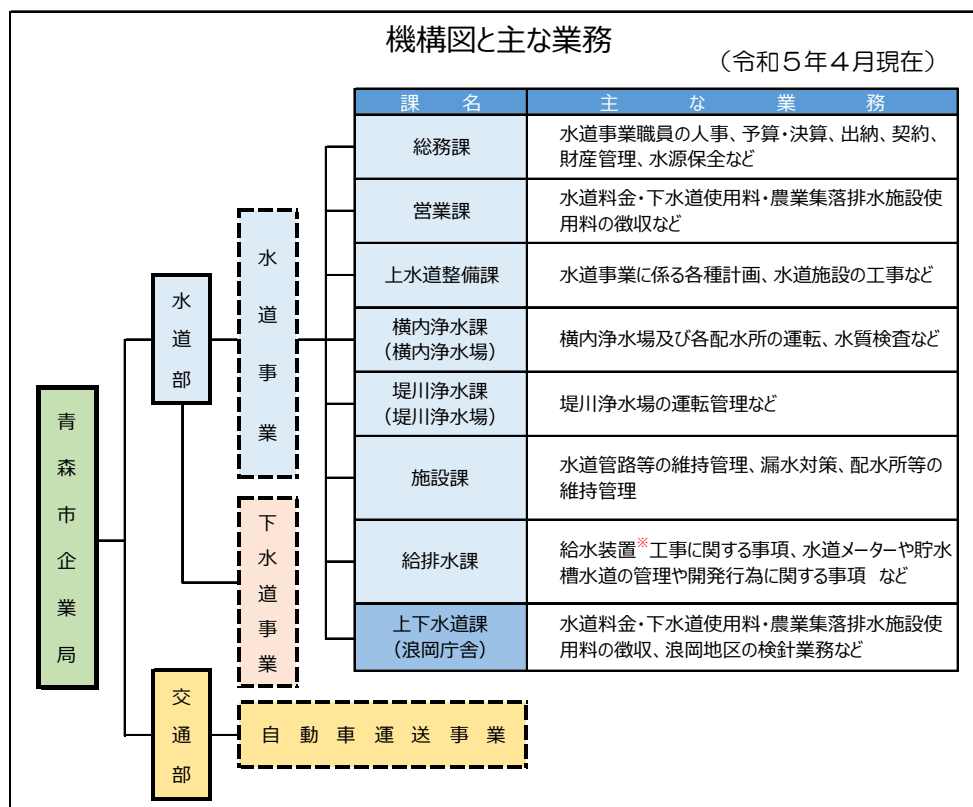 機構図と主な業務
（令和５年４月現在）
課名 主な業務
総務課 水道事業職員の人事、予算・決算、出納、契約、
財産管理、水源保全など
営業課 水道料金・下水道使用料・農業集落排水施設使
用料の徴収など
上水道整備課 水道事業に係る各種計画、水道施設の工事など
横内浄水課
（横内浄水場） 横内浄水場及び各配水所の運転、水質検査など
堤川浄水課
（堤川浄水場） 堤川浄水場の運転管理など
施設課 水道管路等の維持管理、漏水対策、配水所等の
維持管理
給排水課 給水装置※工事に関する事項、水道メーターや貯水
槽水道の管理や開発行為に関する事項　など
上下水道課
（浪岡庁舎） 水道料金・下水道使用料・農業集落排水施設使
用料の徴収、浪岡地区の検針業務など
青森市企業局
水道部
水道事業
下水道事業
交通部
自動車運送事業